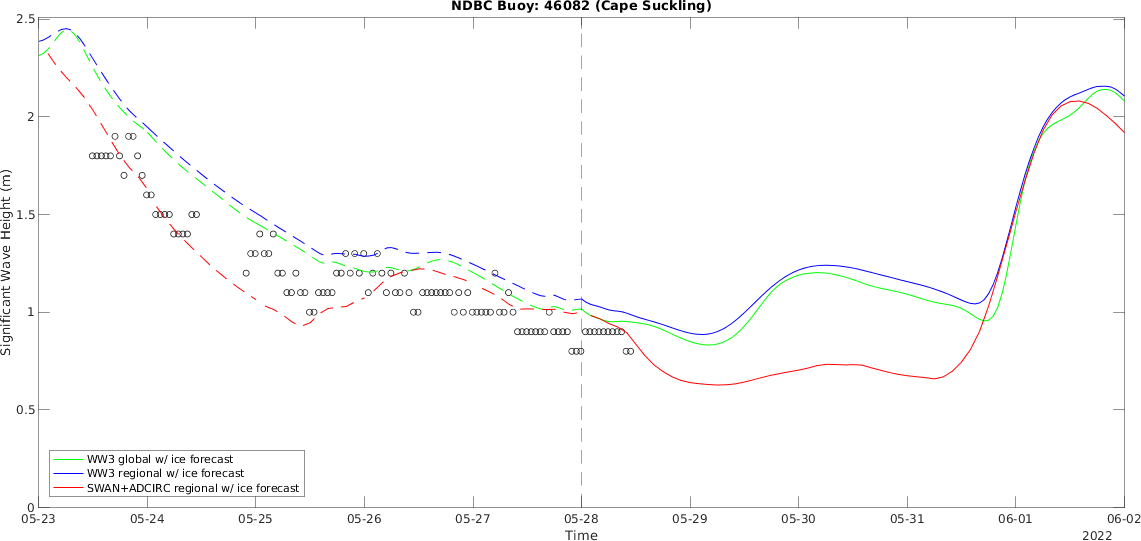 NDBC Buoy: 46082 (Cape Suckling)
2.5
2
1.5
1
0.5
0
Significant Wave Height (m)
WW3 global w/ ice forecast
WW3 regional w/ ice forecast
SWAN+ADCIRC regional w/ ice forecast
05-23 05-24 05-25 05-26 05-27 05-28 05-29 05-30 05-31 06-01 06-02
Time
2022